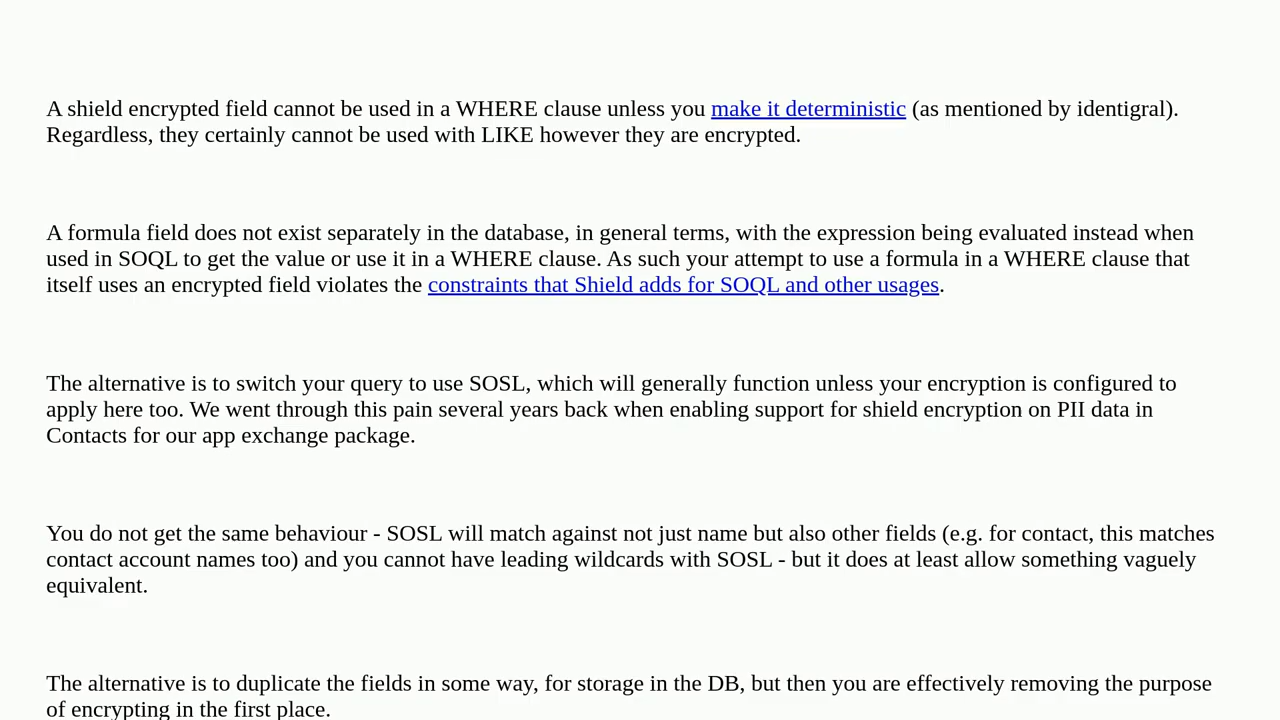 A shield encrypted field cannot be used in a WHERE clause unless you make it deterministic (as mentioned by identigral).
Regardless, they certainly cannot be used with LIKE however they are encrypted.
A formula field does not exist separately in the database, in general terms, with the expression being evaluated instead when
used in SOQL to get the value or use it in a WHERE clause. As such your attempt to use a formula in a WHERE clause that
itself uses an encrypted field violates the constraints that Shield adds for SOQL and other usages.
The alternative is to switch your query to use SOSL, which will generally function unless your encryption is configured to
apply here too. We went through this pain several years back when enabling support for shield encryption on PII data in
Contacts for our app exchange package.
You do not get the same behaviour - SOSL will match against not just name but also other fields (e.g. for contact, this matches
contact account names too) and you cannot have leading wildcards with SOSL - but it does at least allow something vaguely
equivalent.
The alternative is to duplicate the fields in some way, for storage in the DB, but then you are effectively removing the purpose
of encrypting in the first place.